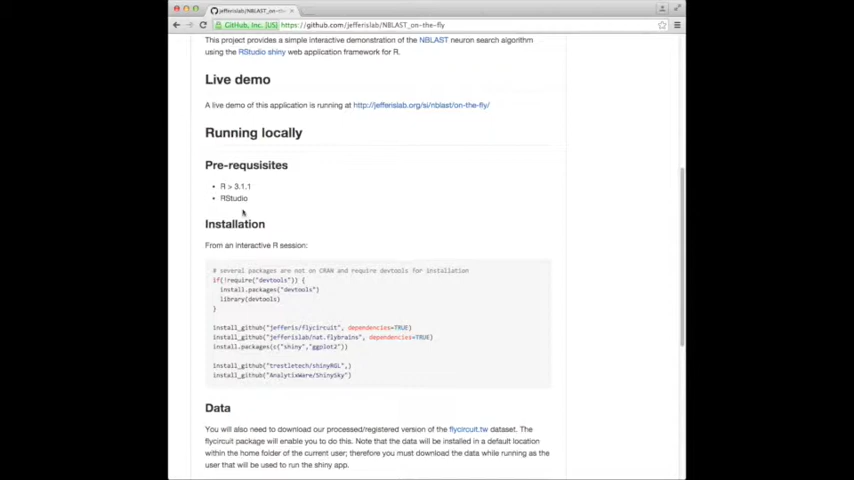 jefferislab/NBLAST_on-the-fly
GitHub, Inc. [US] https://github.com/jefferislab/NBLAST_on-the-fly
This project provides a simple interactive demonstration of the NBLAST neuron search algorithm
using the RStudio shiny web application framework for R.
Live demo
A live demo of this application is running at http://jefferislab.org/si/nblast/on-the-fly/
Running locally
Pre-requsisites
• R > 3.1.1
• RStudio
Installation
From an interactive R session:
# several packages are not on CRAN and require devtools for installation
if(!require("devtools")) {
install.packages("devtools")
library(devtools)
}
install_github("jefferis/flycircuit", dependencies=TRUE)
install_github("jefferislab/nat.flybrains", dependencies=TRUE)
install.packages(c("shiny","ggplot2"))
install_github("trestletech/shinyRGL",)
install_github("AnalytixWare/ShinySky")
Data
You will also need to download our processed/registered version of the flycircuit.tw dataset. The
flycircuit package will enable you to do this. Note that the data will be installed in a default location
within the home folder of the current user; therefore you must download the data while running as the
user that will be used to run the shiny app.